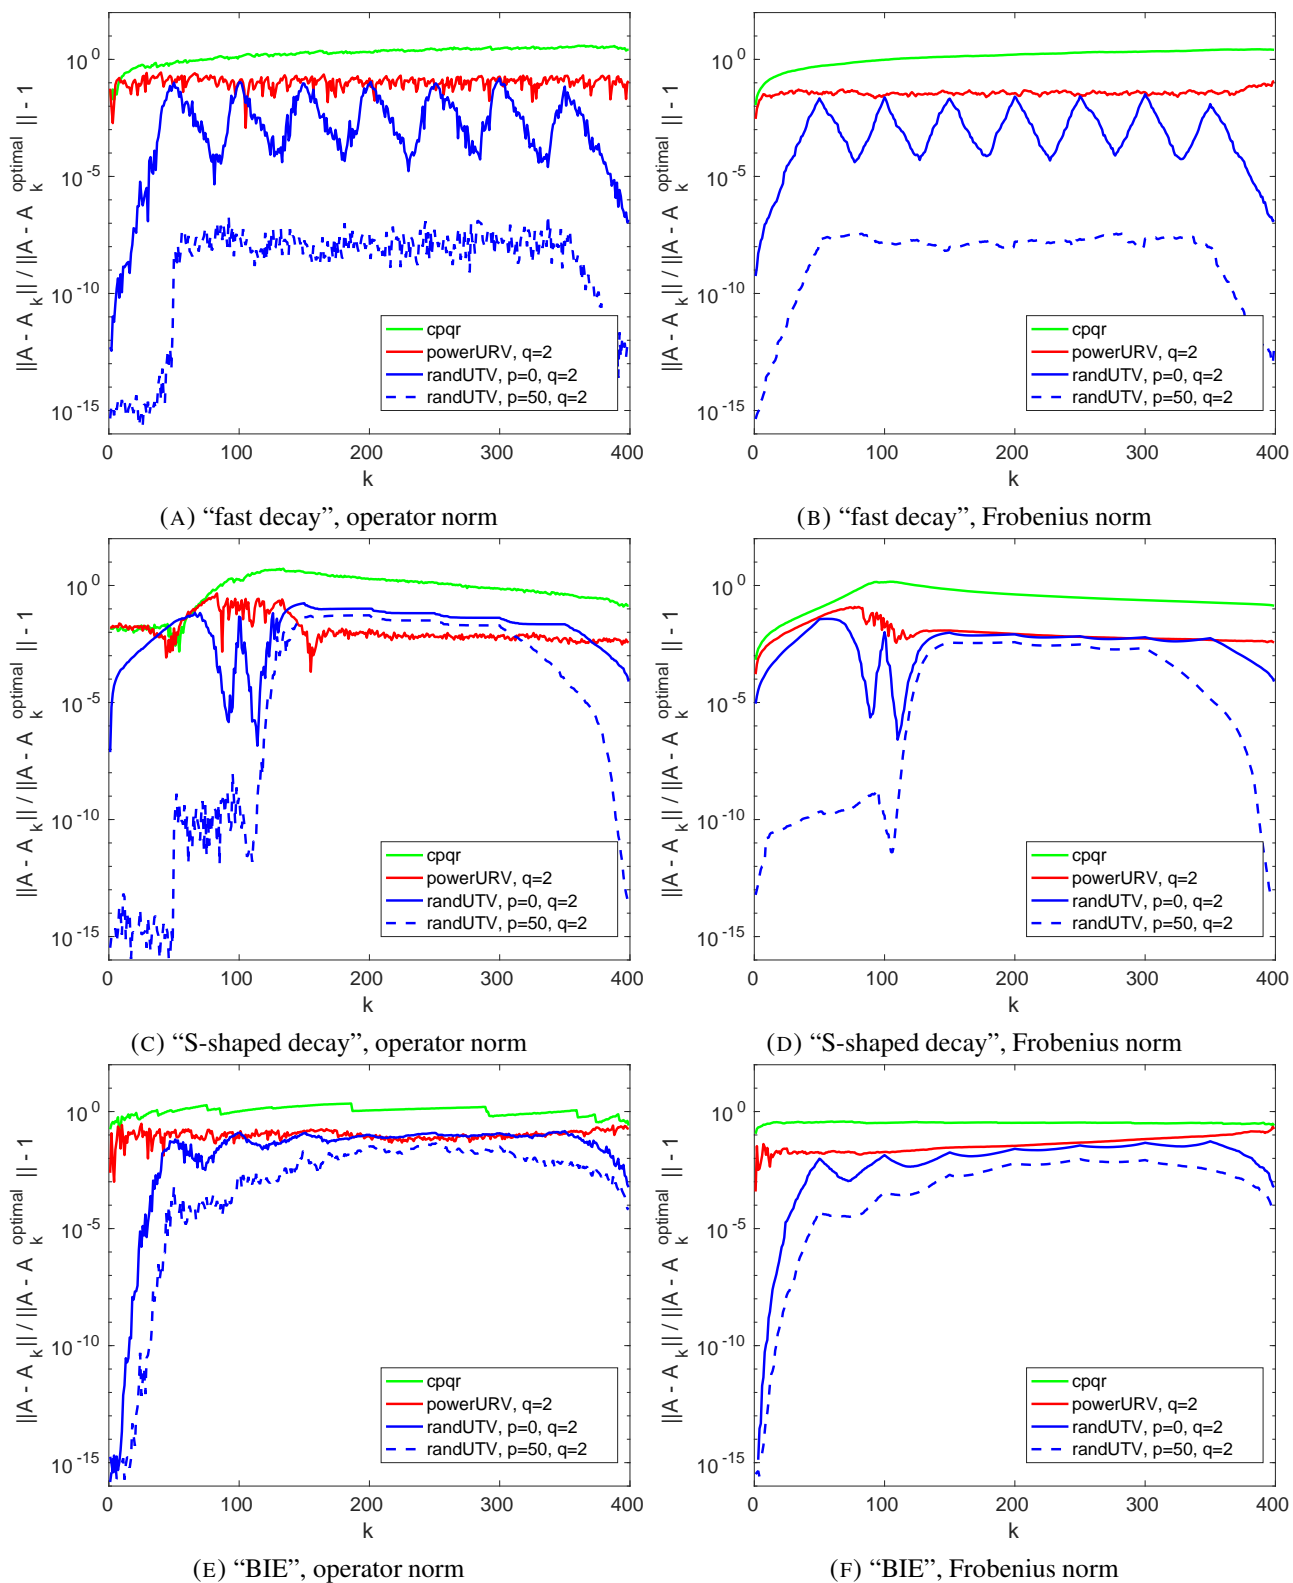 ||A - A_k|| / ||A - A_k^optimal|| - 1
10^0
10^-5
10^-10
10^-15
cpqr
powerURV, q=2
randUTV, p=0, q=2
randUTV, p=50, q=2
0 100 200 300 400
k
(A) “fast decay”, operator norm
||A - A_k|| / ||A - A_k^optimal|| - 1
10^0
10^-5
10^-10
10^-15
cpqr
powerURV, q=2
randUTV, p=0, q=2
randUTV, p=50, q=2
0 100 200 300 400
k
(B) “fast decay”, Frobenius norm
||A - A_k|| / ||A - A_k^optimal|| - 1
10^0
10^-5
10^-10
10^-15
cpqr
powerURV, q=2
randUTV, p=0, q=2
randUTV, p=50, q=2
0 100 200 300 400
k
(C) “S-shaped decay”, operator norm
||A - A_k|| / ||A - A_k^optimal|| - 1
10^0
10^-5
10^-10
10^-15
cpqr
powerURV, q=2
randUTV, p=0, q=2
randUTV, p=50, q=2
0 100 200 300 400
k
(D) “S-shaped decay”, Frobenius norm
||A - A_k|| / ||A - A_k^optimal|| - 1
10^0
10^-5
10^-10
10^-15
cpqr
powerURV, q=2
randUTV, p=0, q=2
randUTV, p=50, q=2
0 100 200 300 400
k
(E) “BIE”, operator norm
||A - A_k|| / ||A - A_k^optimal|| - 1
10^0
10^-5
10^-10
10^-15
cpqr
powerURV, q=2
randUTV, p=0, q=2
randUTV, p=50, q=2
0 100 200 300 400
k
(F) “BIE”, Frobenius norm